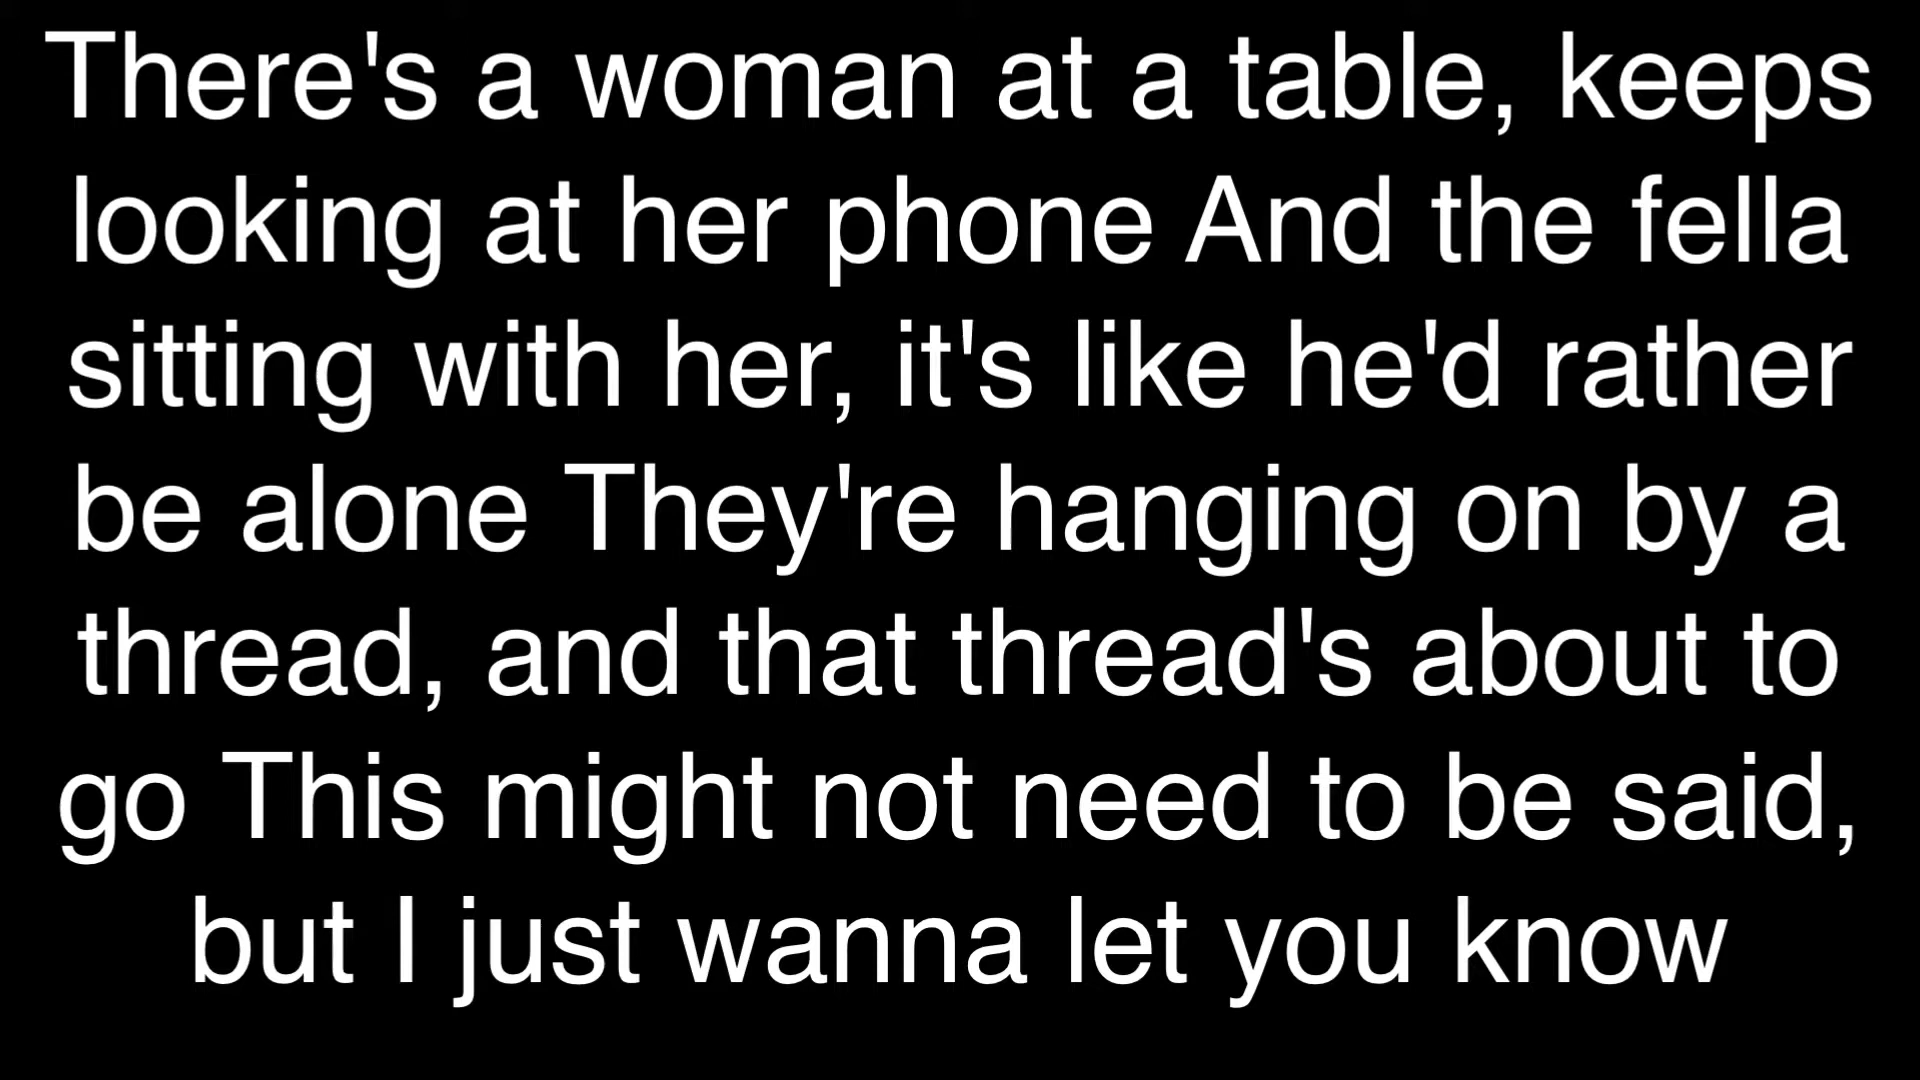 There's a woman at a table, keeps
looking at her phone And the fella
sitting with her, it's like he'd rather
be alone They're hanging on by a
thread, and that thread's about to
go This might not need to be said,
but I just wanna let you know